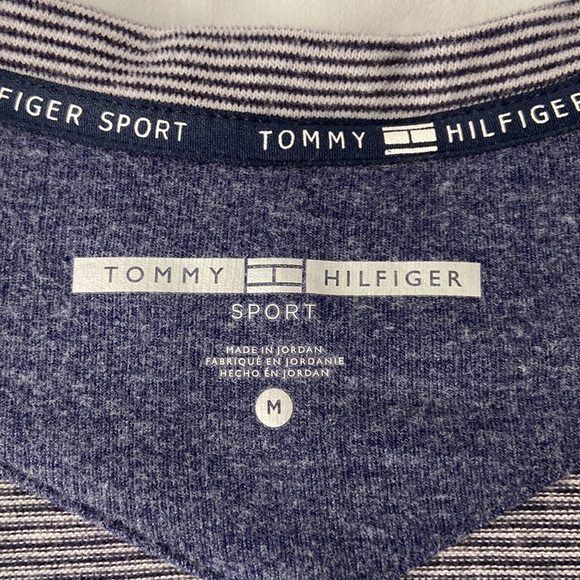 FIGER SPORT TOMMY HILFIGER
TOMMY HILFIGER
SPORT
MADE IN JORDAN
FABRIQUÉ EN JORDANIE
HECHO EN JORDAN
M